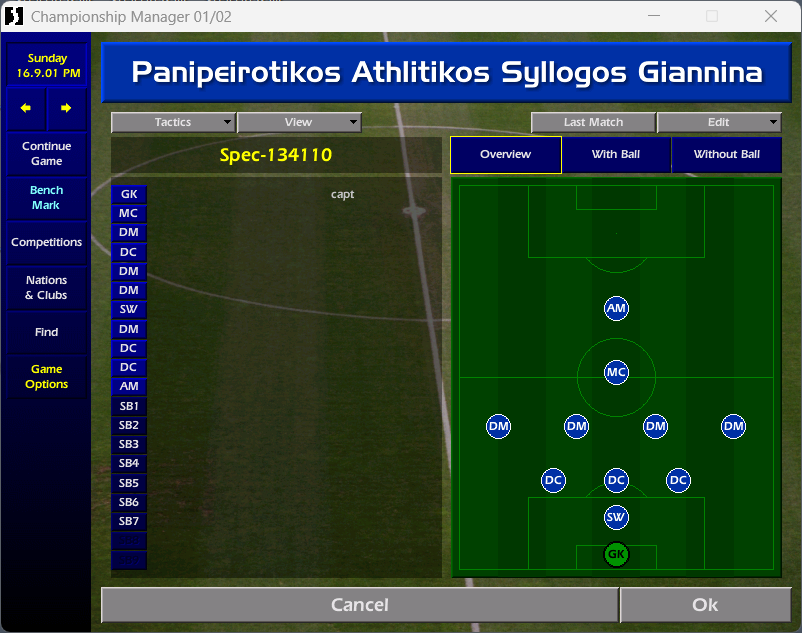 Championship Manager 01/02
Sunday
16.9.01 PM
Panipeirotikos Athlitikos Syllogos Giannina
Tactics
View
Last Match
Edit
Continue
Game
Bench
Mark
Competitions
Nations
& Clubs
Find
Game
Options
Spec-134110
Overview
With Ball
Without Ball
GK capt
MC
DM
DC
DM
DM
SW
DM
DC
DC
AM
SB1
SB2
SB3
SB4
SB5
SB6
SB7
AM
MC
DM DM DM DM
DC DC DC
SW
GK
Cancel
Ok